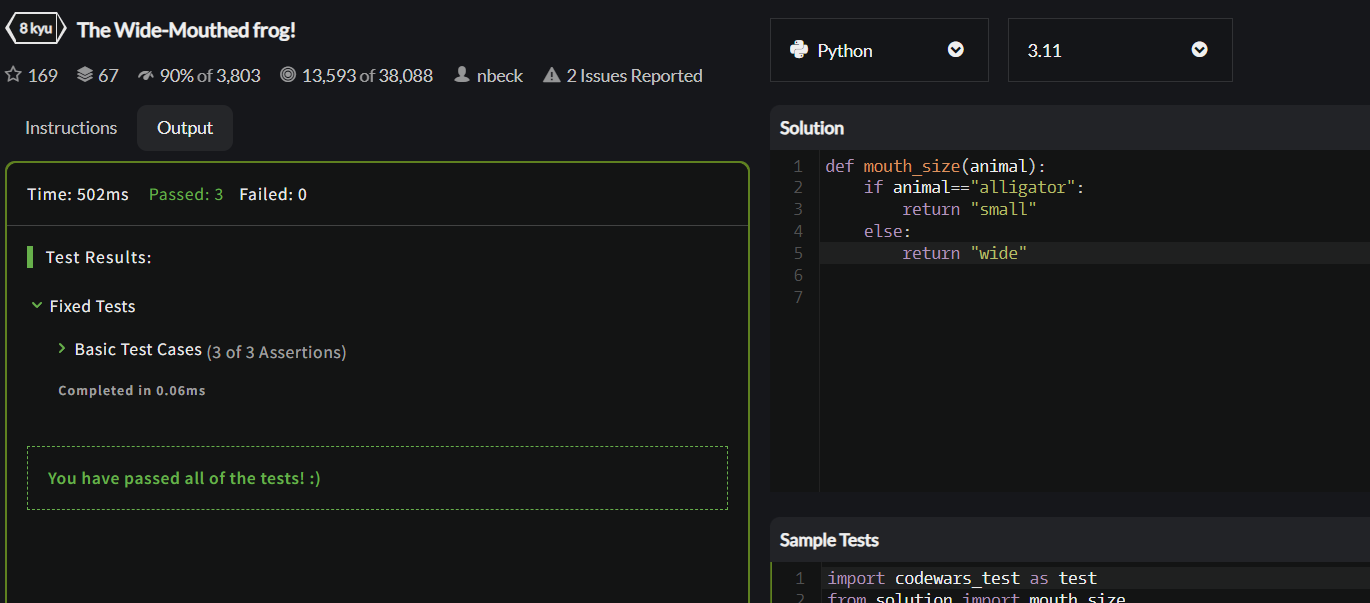 8 kyu The Wide-Mouthed frog!
169 67 90% of 3,803 13,593 of 38,088 nbeck 2 Issues Reported
Instructions Output
Time: 502ms Passed: 3 Failed: 0
Test Results:
Fixed Tests
Basic Test Cases (3 of 3 Assertions)
Completed in 0.06ms
You have passed all of the tests! :)
Python 3.11
Solution
1 def mouth_size(animal):
2 if animal=="alligator":
3 return "small"
4 else:
5 return "wide"
6
7
Sample Tests
1 import codewars_test as test
2 from solution import mouth_size